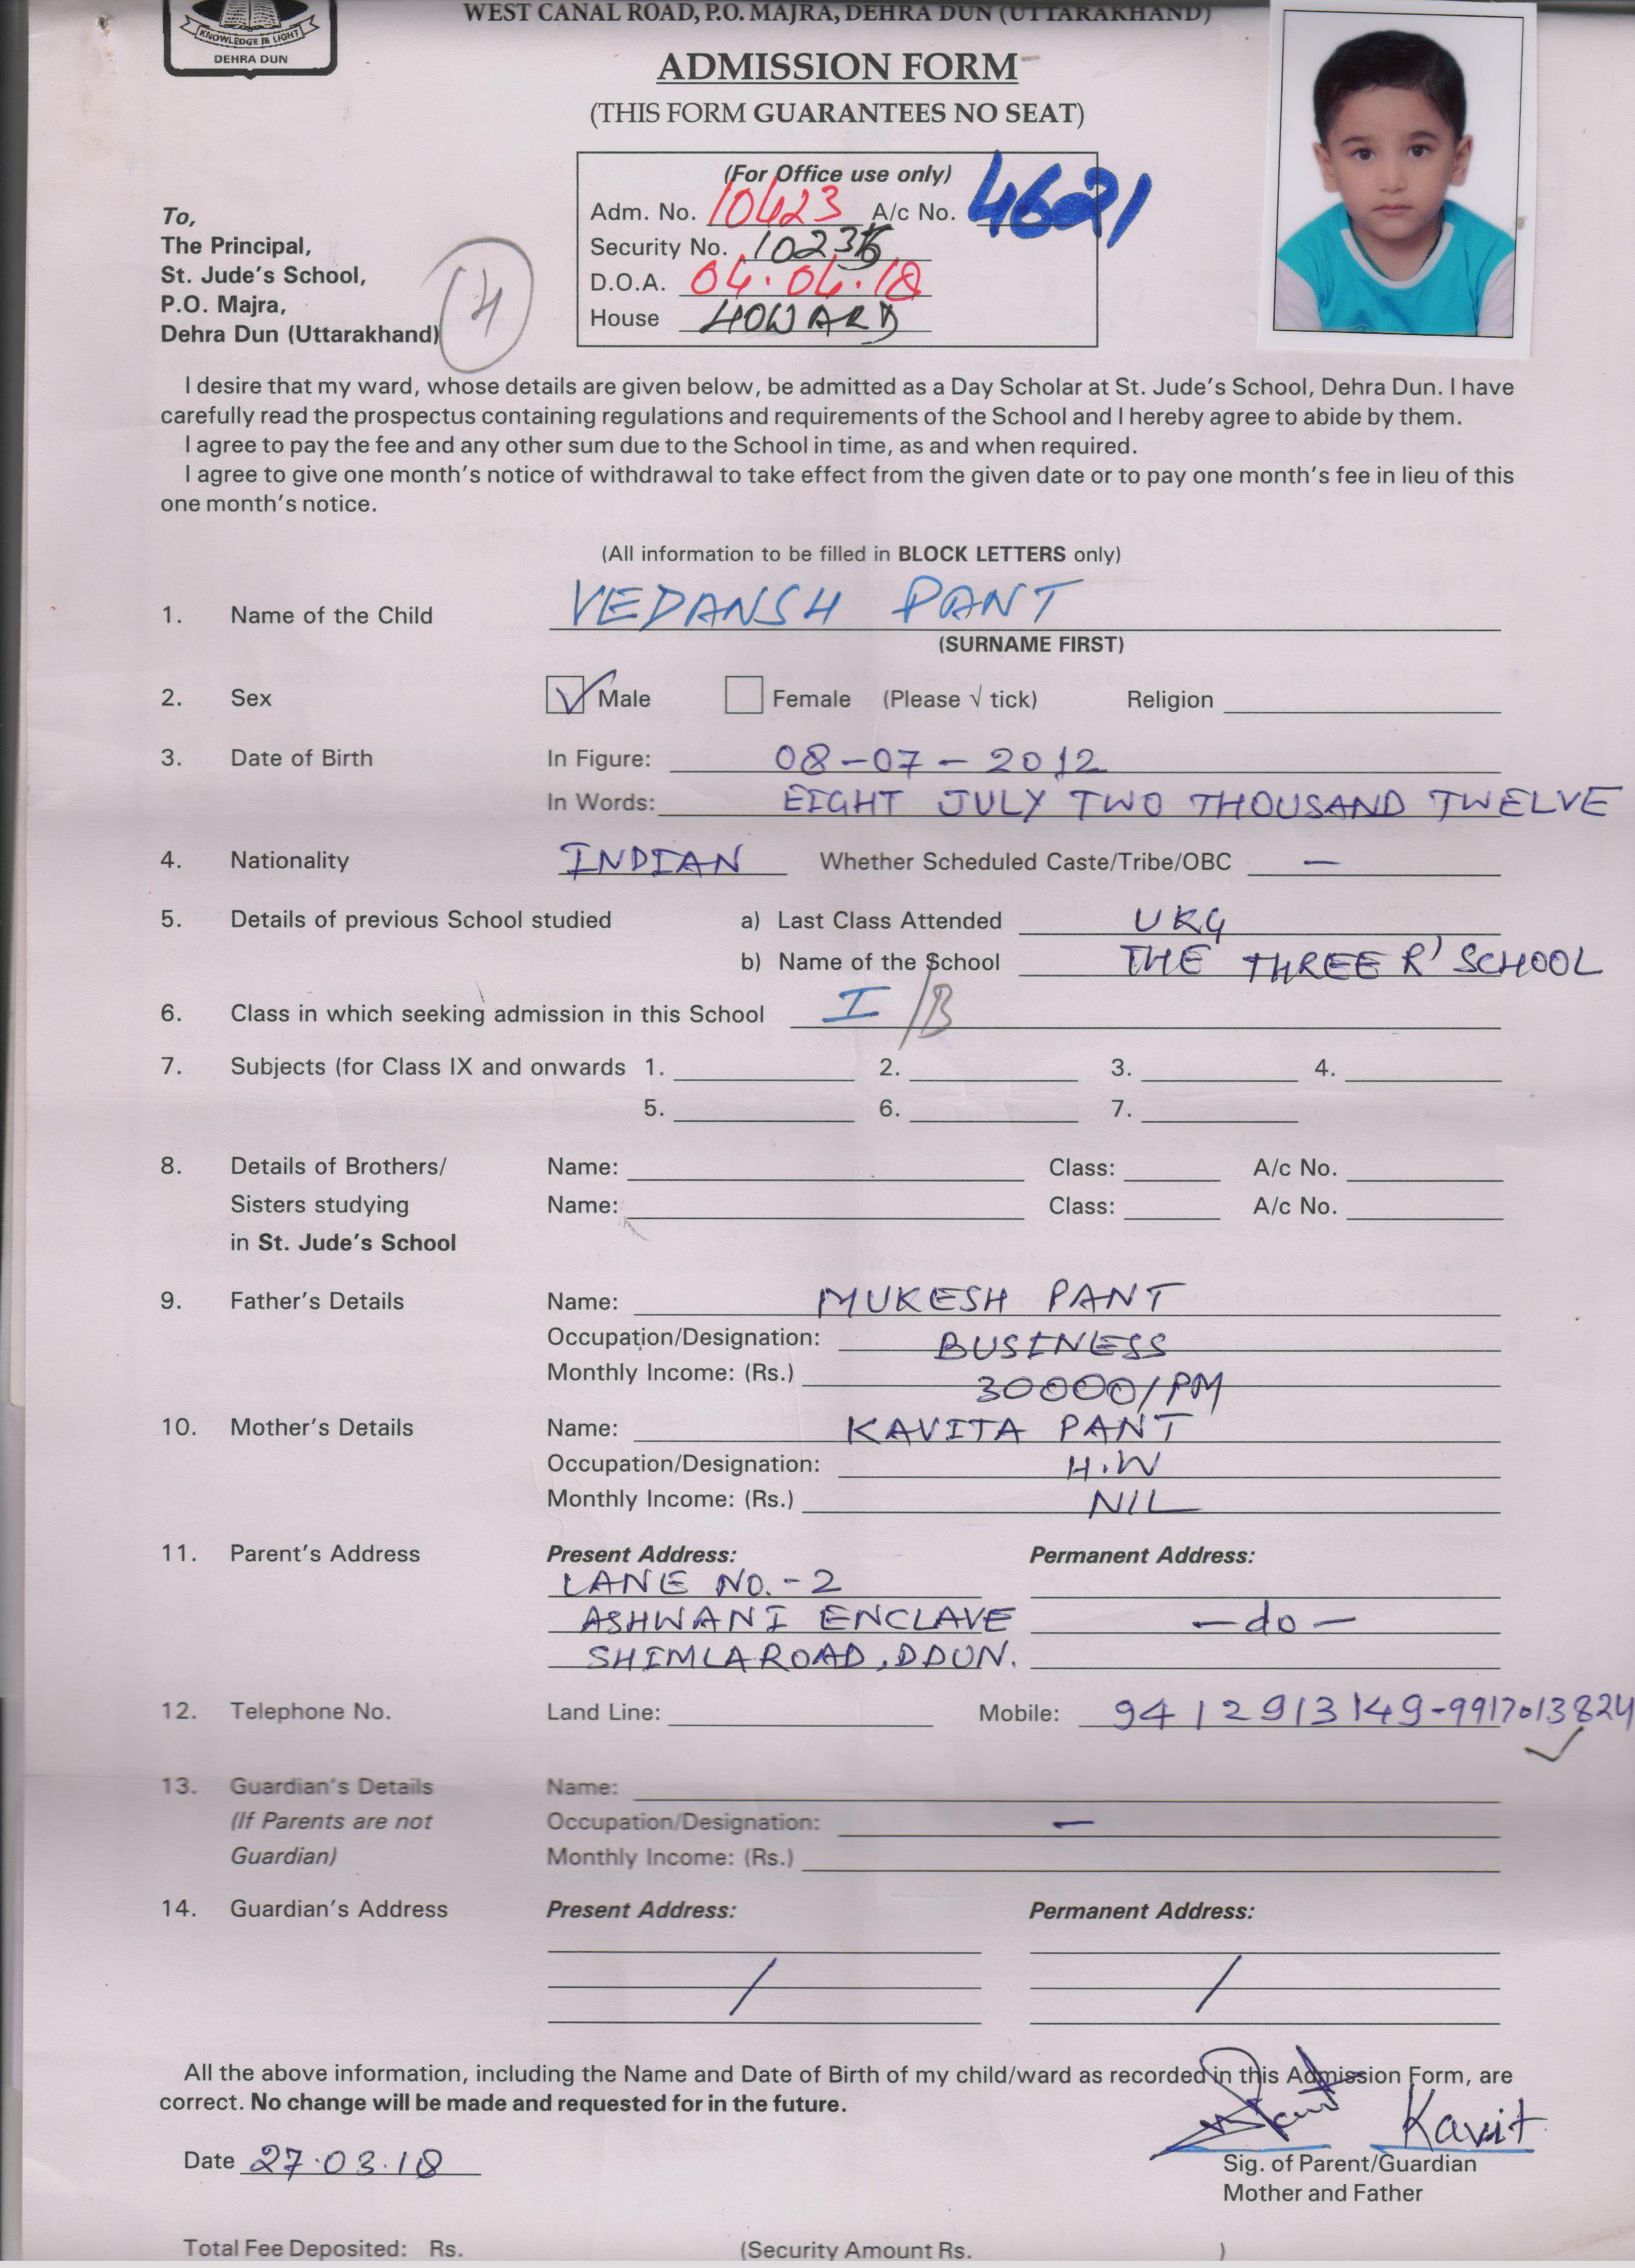 WEST CANAL ROAD, P.O. MAJRA, DEHRA DUN (UTTARAKHAND)
KNOWLEDGE IS LIGHT
DEHRA DUN
ADMISSION FORM
(THIS FORM GUARANTEES NO SEAT)
(For Office use only)
Adm. No. 10423 A/c No. 4621
Security No. 10236
D.O.A. 04.04.18
House HOWARD
To,
The Principal,
St. Jude's School,
P.O. Majra,
Dehra Dun (Uttarakhand)
I desire that my ward, whose details are given below, be admitted as a Day Scholar at St. Jude's School, Dehra Dun. I have
carefully read the prospectus containing regulations and requirements of the School and I hereby agree to abide by them.
I agree to pay the fee and any other sum due to the School in time, as and when required.
I agree to give one month's notice of withdrawal to take effect from the given date or to pay one month's fee in lieu of this
one month's notice.
(All information to be filled in BLOCK LETTERS only)
1. Name of the Child VEDANSH PANT
(SURNAME FIRST)
2. Sex Male Female (Please √ tick) Religion
3. Date of Birth In Figure: 08-07-2012
In Words: EIGHT JULY TWO THOUSAND TWELVE
4. Nationality INDIAN Whether Scheduled Caste/Tribe/OBC —
5. Details of previous School studied a) Last Class Attended UKG
b) Name of the School THE THREE R' SCHOOL
6. Class in which seeking admission in this School I /B
7. Subjects (for Class IX and onwards 1. 2. 3. 4.
5. 6. 7.
8. Details of Brothers/ Name: Class: A/c No.
Sisters studying Name: Class: A/c No.
in St. Jude's School
9. Father's Details Name: MUKESH PANT
Occupation/Designation: BUSINESS
Monthly Income: (Rs.) 30000/PM
10. Mother's Details Name: KAVITA PANT
Occupation/Designation: H.W
Monthly Income: (Rs.) NIL
11. Parent's Address Present Address: Permanent Address:
LANE NO.-2
ASHWANI ENCLAVE —do—
SHIMLA ROAD, DDUN.
12. Telephone No. Land Line: Mobile: 9412913149-9917013824
13. Guardian's Details Name:
(If Parents are not Occupation/Designation: —
Guardian) Monthly Income: (Rs.)
14. Guardian's Address Present Address: Permanent Address:
/ /
All the above information, including the Name and Date of Birth of my child/ward as recorded in this Admission Form, are
correct. No change will be made and requested for in the future.
Kavit
Date 27.03.18
Sig. of Parent/Guardian
Mother and Father
Total Fee Deposited: Rs. (Security Amount Rs. )